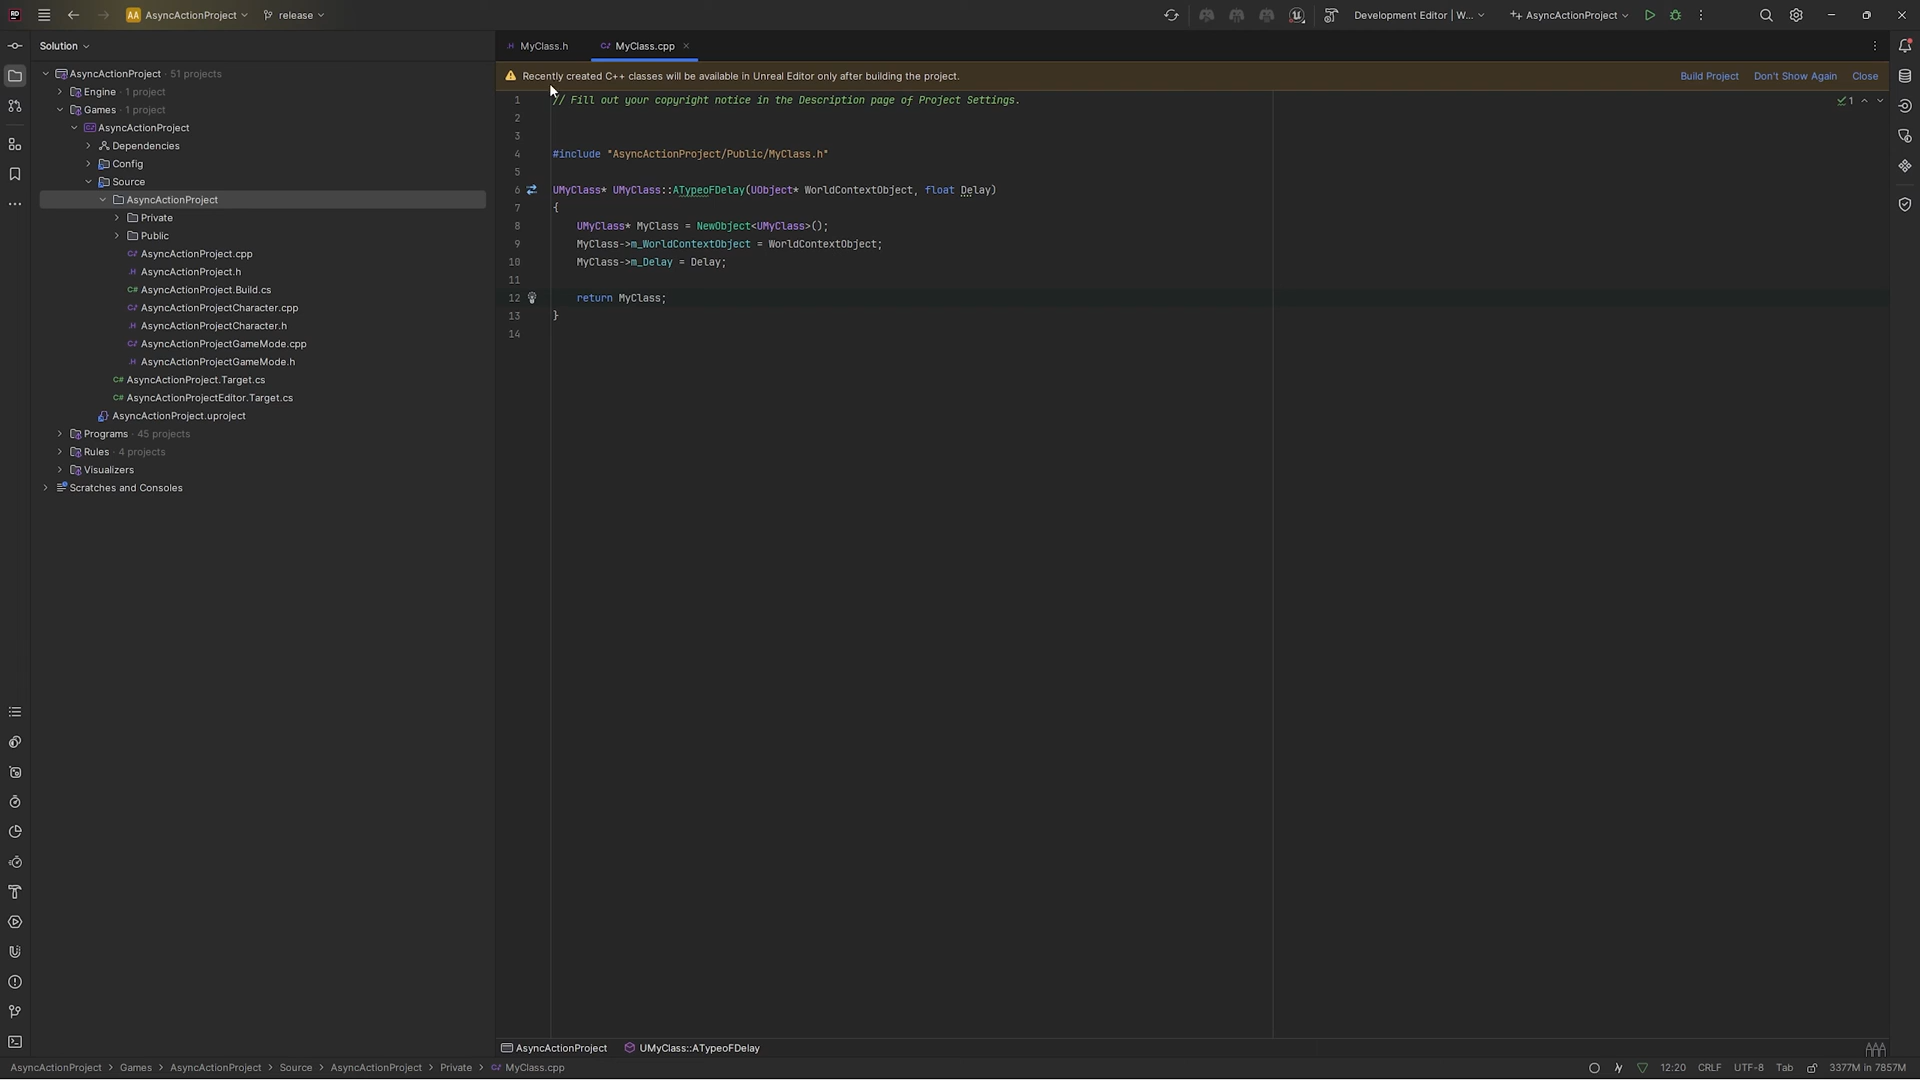 AA AsyncActionProject release Development Editor | W... AsyncActionProject
Solution
AsyncActionProject · 51 projects
Engine · 1 project
Games · 1 project
AsyncActionProject
Dependencies
Config
Source
AsyncActionProject
Private
Public
AsyncActionProject.cpp
AsyncActionProject.h
AsyncActionProject.Build.cs
AsyncActionProjectCharacter.cpp
AsyncActionProjectCharacter.h
AsyncActionProjectGameMode.cpp
AsyncActionProjectGameMode.h
AsyncActionProject.Target.cs
AsyncActionProjectEditor.Target.cs
AsyncActionProject.uproject
Programs · 45 projects
Rules · 4 projects
Visualizers
Scratches and Consoles
MyClass.h MyClass.cpp
Recently created C++ classes will be available in Unreal Editor only after building the project. Build Project Don't Show Again Close
1 // Fill out your copyright notice in the Description page of Project Settings. 1
2
3
4 #include "AsyncActionProject/Public/MyClass.h"
5
6 UMyClass* UMyClass::ATypeofDelay(UObject* WorldContextObject, float Delay)
7 {
8 UMyClass* MyClass = NewObject<UMyClass>();
9 MyClass->m_WorldContextObject = WorldContextObject;
10 MyClass->m_Delay = Delay;
11
12 return MyClass;
13 }
14
AsyncActionProject UMyClass::ATypeofDelay
AsyncActionProject > Games > AsyncActionProject > Source > AsyncActionProject > Private > MyClass.cpp 12:20 CRLF UTF-8 Tab 3377M in 7857M